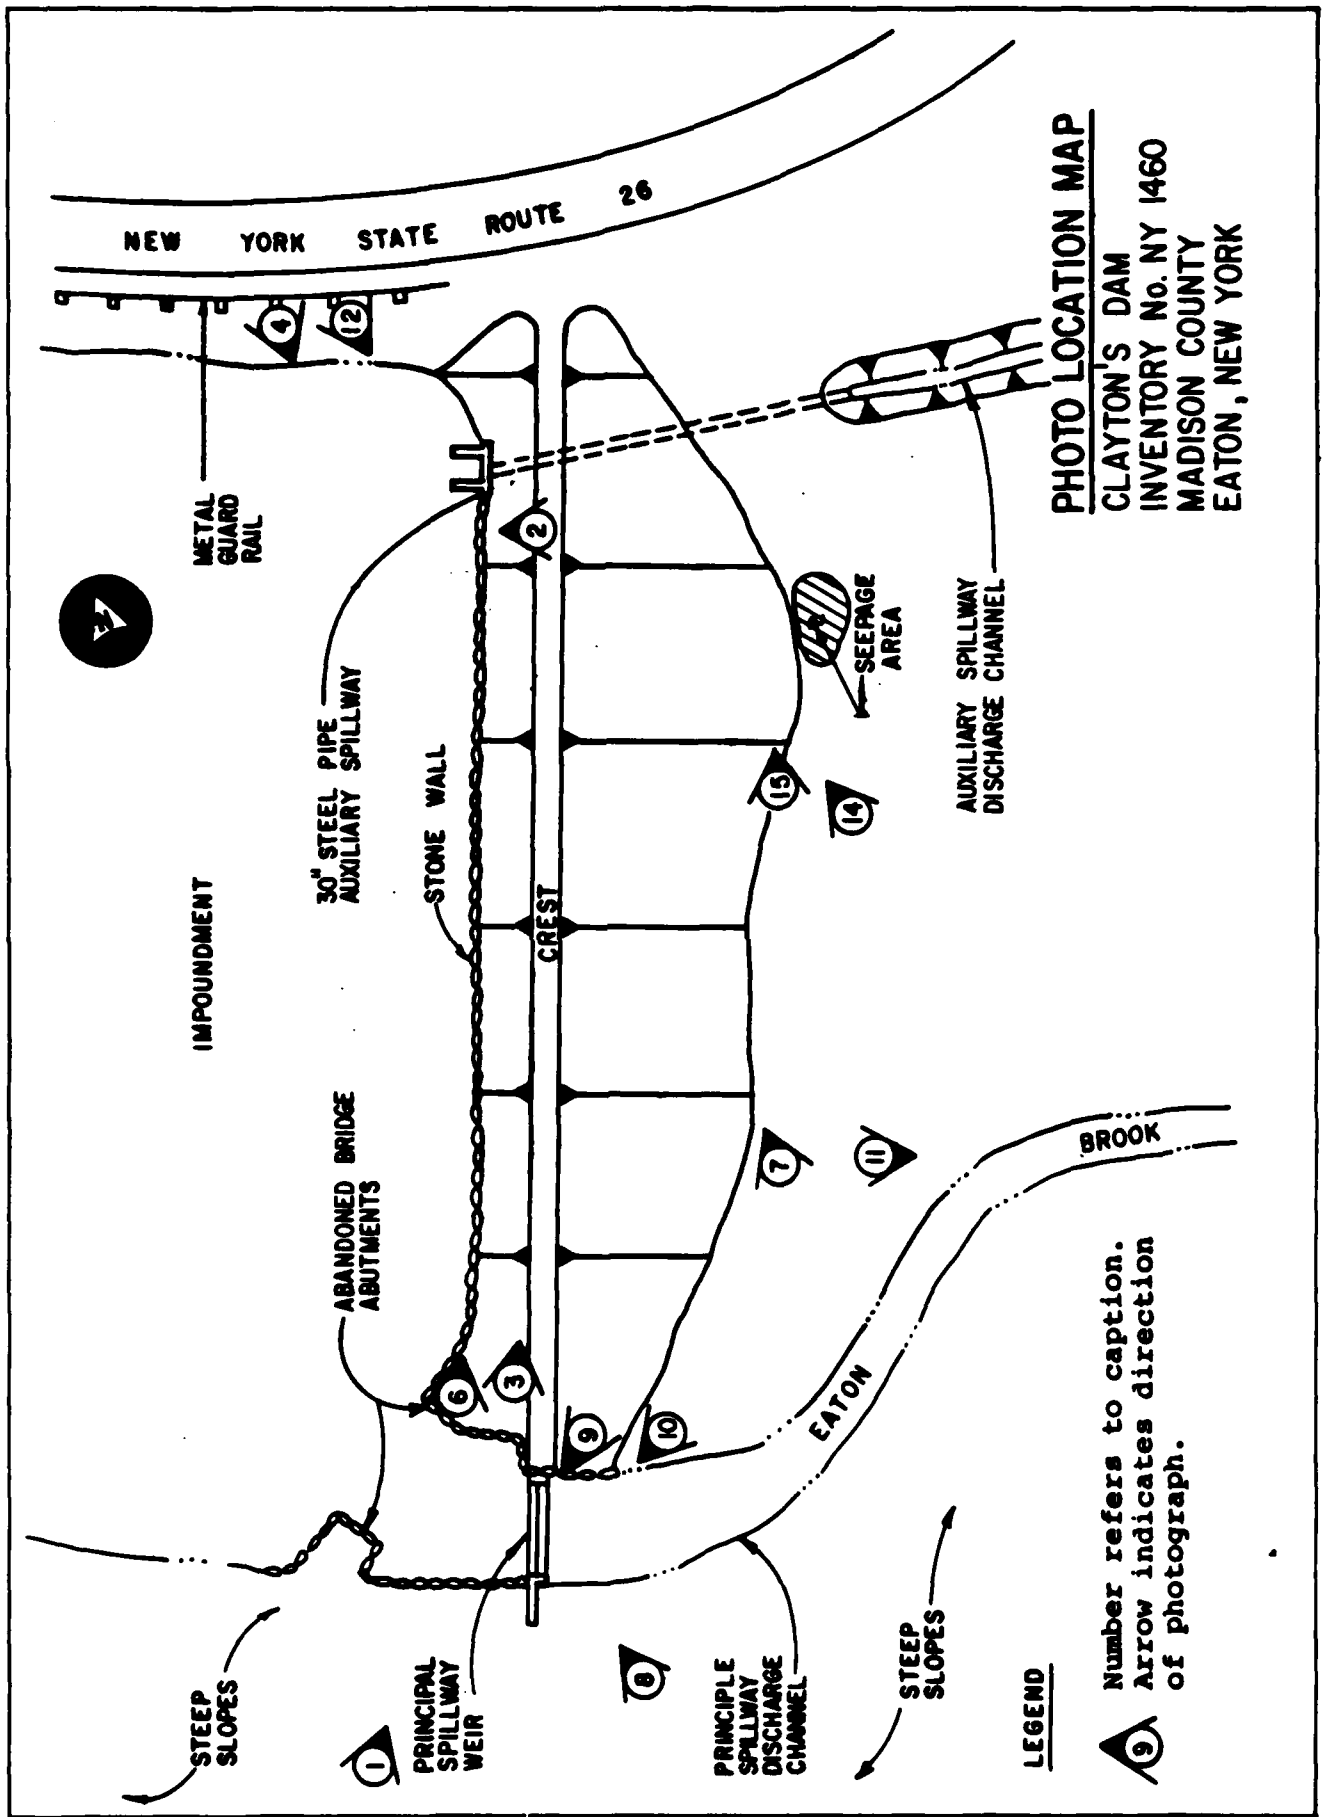 NEW YORK STATE ROUTE 26
METAL
GUARD
RAIL
4
12
N
IMPOUNDMENT
30" STEEL PIPE
AUXILIARY SPILLWAY
STONE WALL
ABANDONED BRIDGE
ABUTMENTS
STEEP
SLOPES
1
PRINCIPAL
SPILLWAY
WEIR
6
3
9
10
2
CREST
15
14
SEEPAGE
AREA
AUXILIARY SPILLWAY
DISCHARGE CHANNEL
7
11
8
EATON BROOK
PRINCIPLE
SPILLWAY
DISCHARGE
CHANNEL
STEEP
SLOPES
LEGEND
9
Number refers to caption.
Arrow indicates direction
of photograph.
PHOTO LOCATION MAP
CLAYTON'S DAM
INVENTORY No. NY 1460
MADISON COUNTY
EATON, NEW YORK